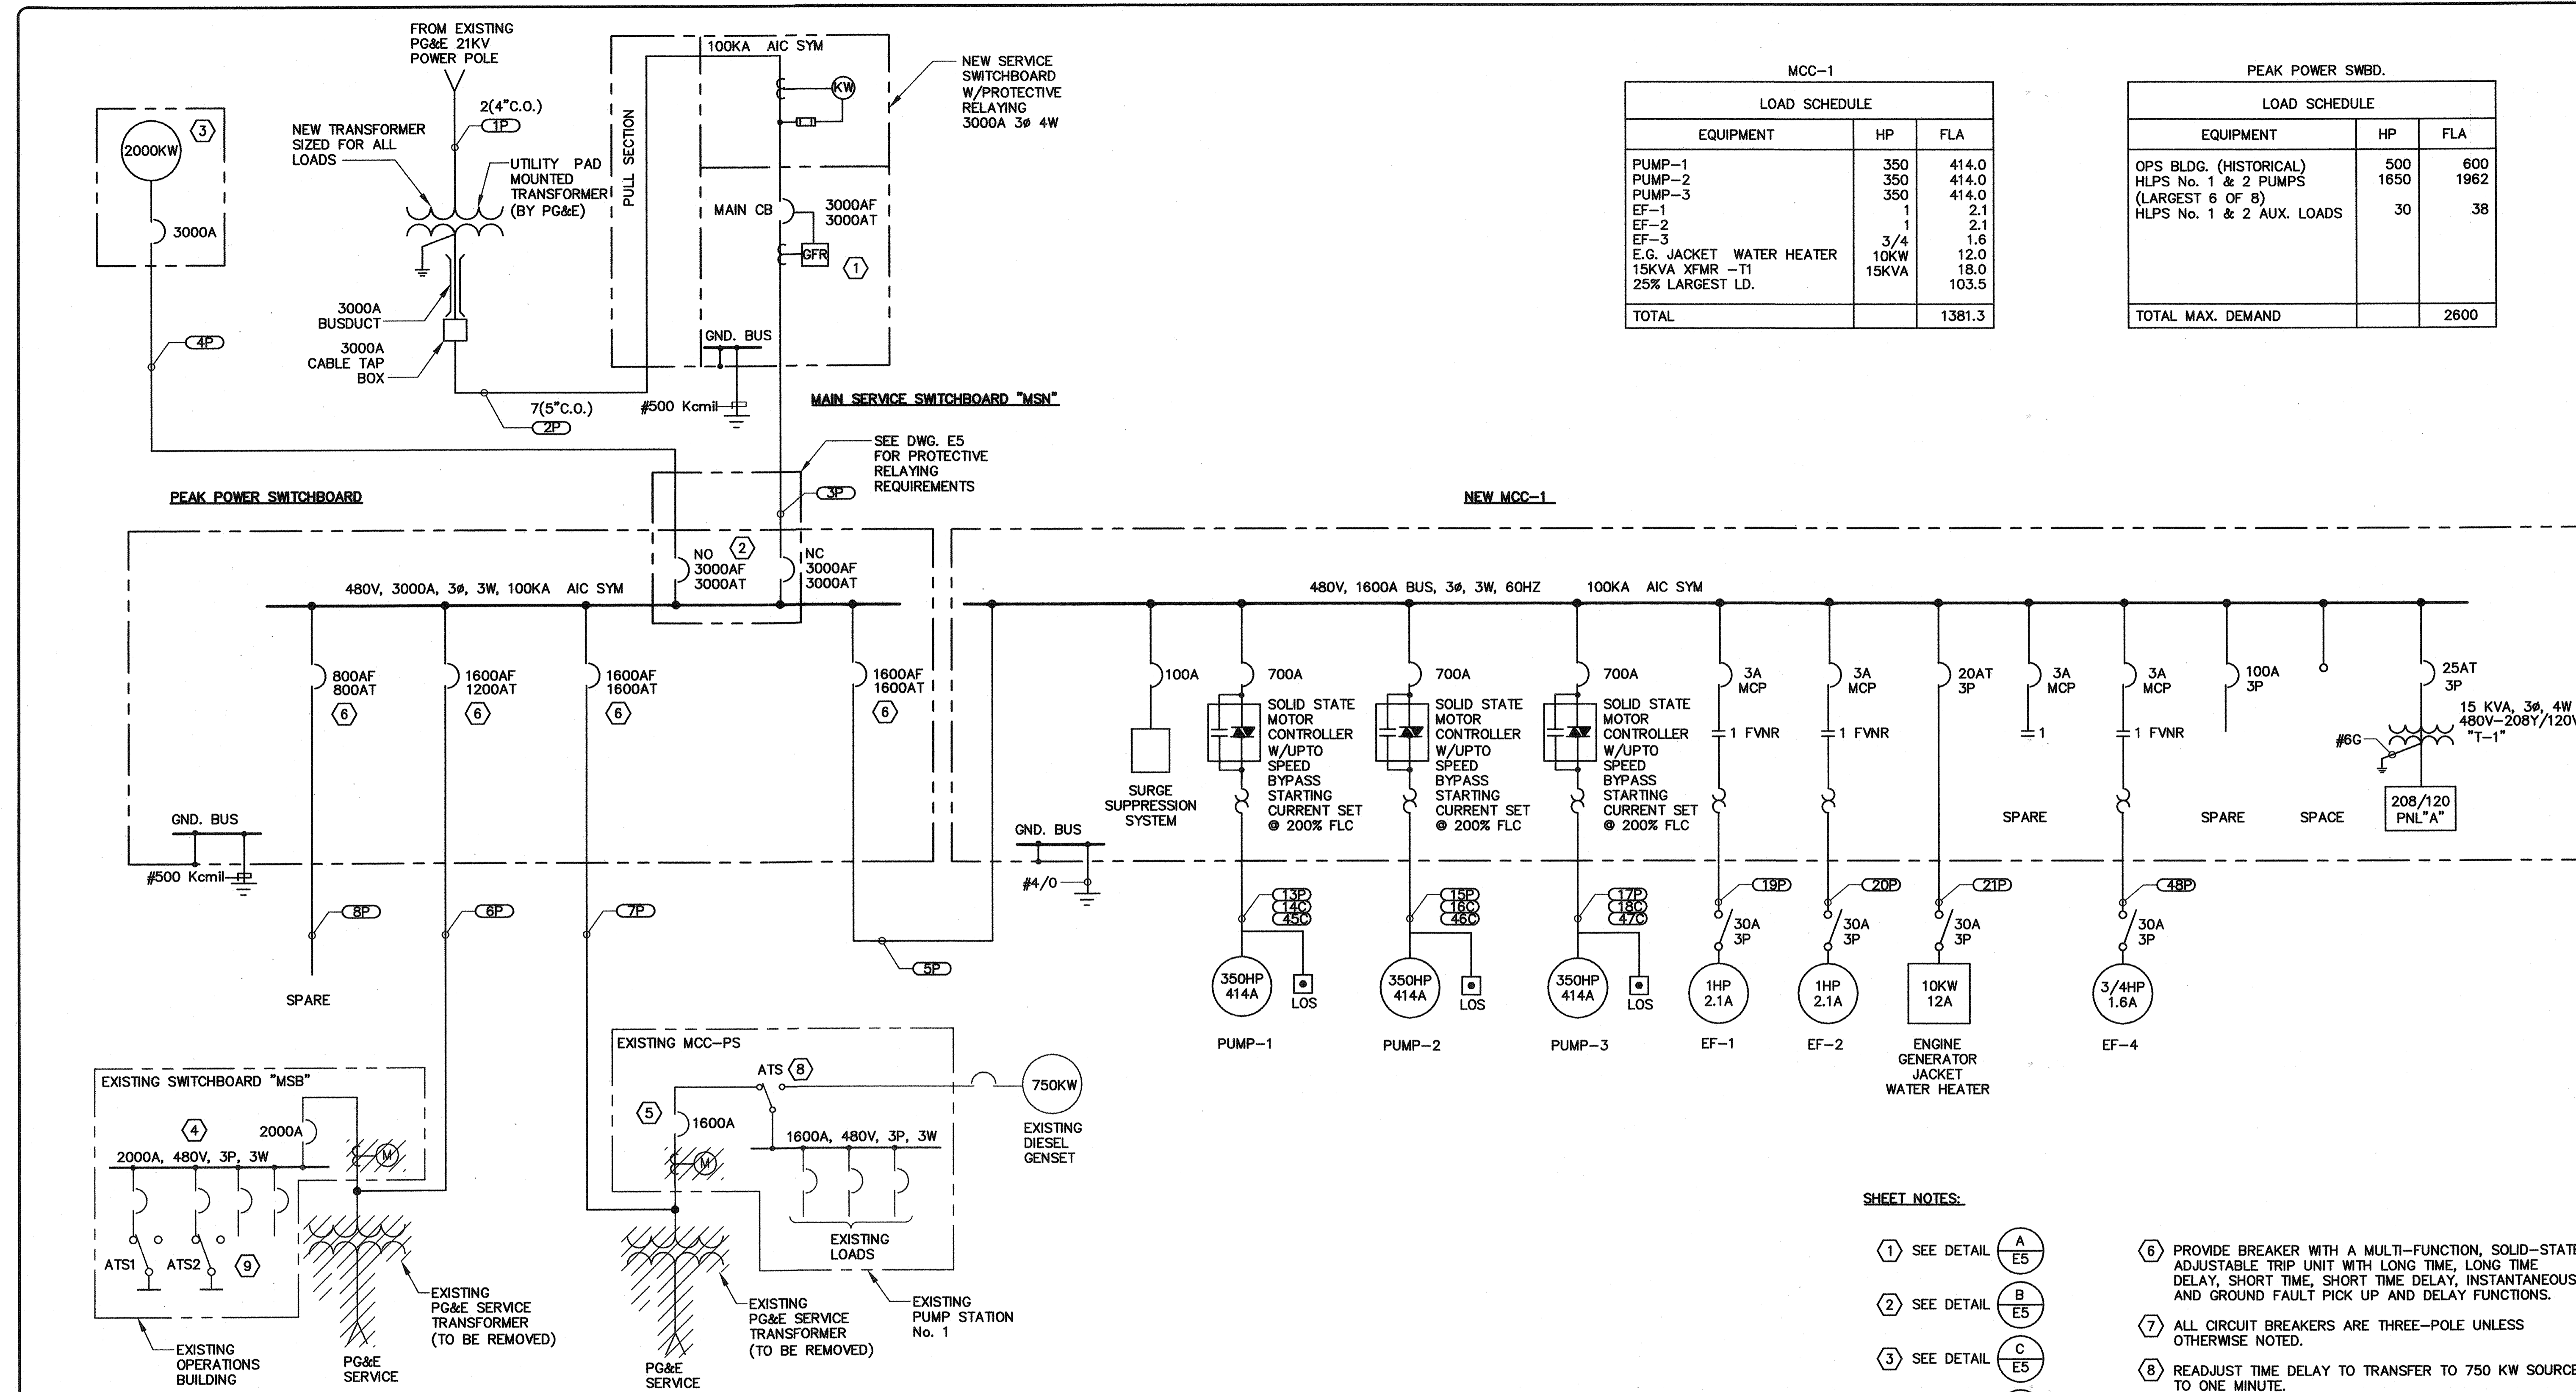 FROM EXISTING
PG&E 21KV
POWER POLE
2(4"C.O.)
1P
NEW TRANSFORMER
SIZED FOR ALL
LOADS
UTILITY PAD
MOUNTED
TRANSFORMER
(BY PG&E)
2000KW
3
3000A
4P
3000A
BUSDUCT
3000A
CABLE TAP
BOX
7(5"C.O.)
2P
PULL SECTION
100KA AIC SYM
KW
NEW SERVICE
SWITCHBOARD
W/PROTECTIVE
RELAYING
3000A 3ø 4W
MAIN CB
3000AF
3000AT
GFR
1
GND. BUS
#500 Kcmil
MAIN SERVICE SWITCHBOARD "MSN"
SEE DWG. E5
FOR PROTECTIVE
RELAYING
REQUIREMENTS
3P
MCC-1
LOAD SCHEDULE
EQUIPMENT HP FLA
PUMP-1 350 414.0
PUMP-2 350 414.0
PUMP-3 350 414.0
EF-1 1 2.1
EF-2 1 2.1
EF-3 3/4 1.6
E.G. JACKET WATER HEATER 10KW 12.0
15KVA XFMR -T1 15KVA 18.0
25% LARGEST LD. 103.5
TOTAL 1381.3
PEAK POWER SWBD.
LOAD SCHEDULE
EQUIPMENT HP FLA
OPS BLDG. (HISTORICAL) 500 600
HLPS No. 1 & 2 PUMPS 1650 1962
(LARGEST 6 OF 8)
HLPS No. 1 & 2 AUX. LOADS 30 38
TOTAL MAX. DEMAND 2600
PEAK POWER SWITCHBOARD
480V, 3000A, 3ø, 3W, 100KA AIC SYM
NO
3000AF
3000AT
2
NC
3000AF
3000AT
800AF
800AT
6
1600AF
1200AT
6
1600AF
1600AT
6
1600AF
1600AT
6
GND. BUS
#500 Kcmil
8P
6P
7P
5P
SPARE
NEW MCC-1
480V, 1600A BUS, 3ø, 3W, 60HZ 100KA AIC SYM
100A
SURGE
SUPPRESSION
SYSTEM
GND. BUS
#4/0
700A
SOLID STATE
MOTOR
CONTROLLER
W/UPTO
SPEED
BYPASS
STARTING
CURRENT SET
@ 200% FLC
13P
14C
45C
350HP
414A
LOS
PUMP-1
700A
SOLID STATE
MOTOR
CONTROLLER
W/UPTO
SPEED
BYPASS
STARTING
CURRENT SET
@ 200% FLC
15P
16C
46C
350HP
414A
LOS
PUMP-2
700A
SOLID STATE
MOTOR
CONTROLLER
W/UPTO
SPEED
BYPASS
STARTING
CURRENT SET
@ 200% FLC
17P
18C
47C
350HP
414A
LOS
PUMP-3
3A
MCP
1 FVNR
19P
30A
3P
1HP
2.1A
EF-1
3A
MCP
1 FVNR
20P
30A
3P
1HP
2.1A
EF-2
20AT
3P
21P
30A
3P
10KW
12A
ENGINE
GENERATOR
JACKET
WATER HEATER
3A
MCP
1
SPARE
3A
MCP
1 FVNR
48P
30A
3P
3/4HP
1.6A
EF-4
100A
3P
SPARE
SPACE
25AT
3P
15 KVA, 3ø, 4W
480V-208Y/120V
"T-1"
#6G
208/120
PNL"A"
EXISTING SWITCHBOARD "MSB"
4
2000A
2000A, 480V, 3P, 3W
M
ATS1
ATS2
9
EXISTING
OPERATIONS
BUILDING
PG&E
SERVICE
EXISTING
PG&E SERVICE
TRANSFORMER
(TO BE REMOVED)
EXISTING MCC-PS
ATS
8
5
1600A
1600A, 480V, 3P, 3W
M
750KW
EXISTING
DIESEL
GENSET
EXISTING
LOADS
PG&E
SERVICE
EXISTING
PG&E SERVICE
TRANSFORMER
(TO BE REMOVED)
EXISTING
PUMP STATION
No. 1
SHEET NOTES:
1 SEE DETAIL A E5
2 SEE DETAIL B E5
3 SEE DETAIL C E5
6 PROVIDE BREAKER WITH A MULTI-FUNCTION, SOLID-STATE
ADJUSTABLE TRIP UNIT WITH LONG TIME, LONG TIME
DELAY, SHORT TIME, SHORT TIME DELAY, INSTANTANEOUS
AND GROUND FAULT PICK UP AND DELAY FUNCTIONS.
7 ALL CIRCUIT BREAKERS ARE THREE-POLE UNLESS
OTHERWISE NOTED.
8 READJUST TIME DELAY TO TRANSFER TO 750 KW SOURCE
TO ONE MINUTE.